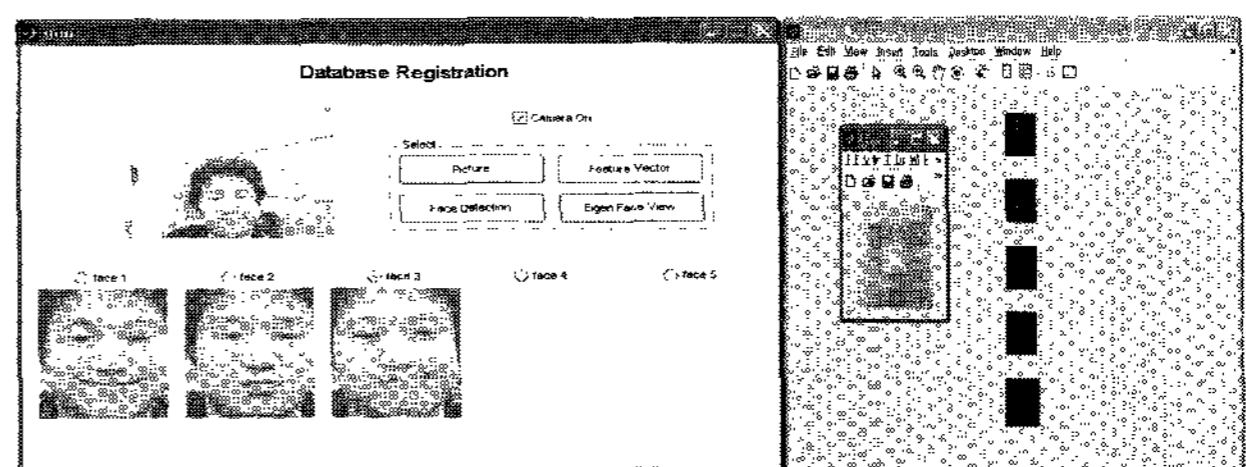 Database Registration
Camera On
Select
Picture
Feature Vector
Face Detection
Eigen Face View
face 1
face 2
face 3
face 4
face 5
File Edit View Insert Tools Desktop Window Help